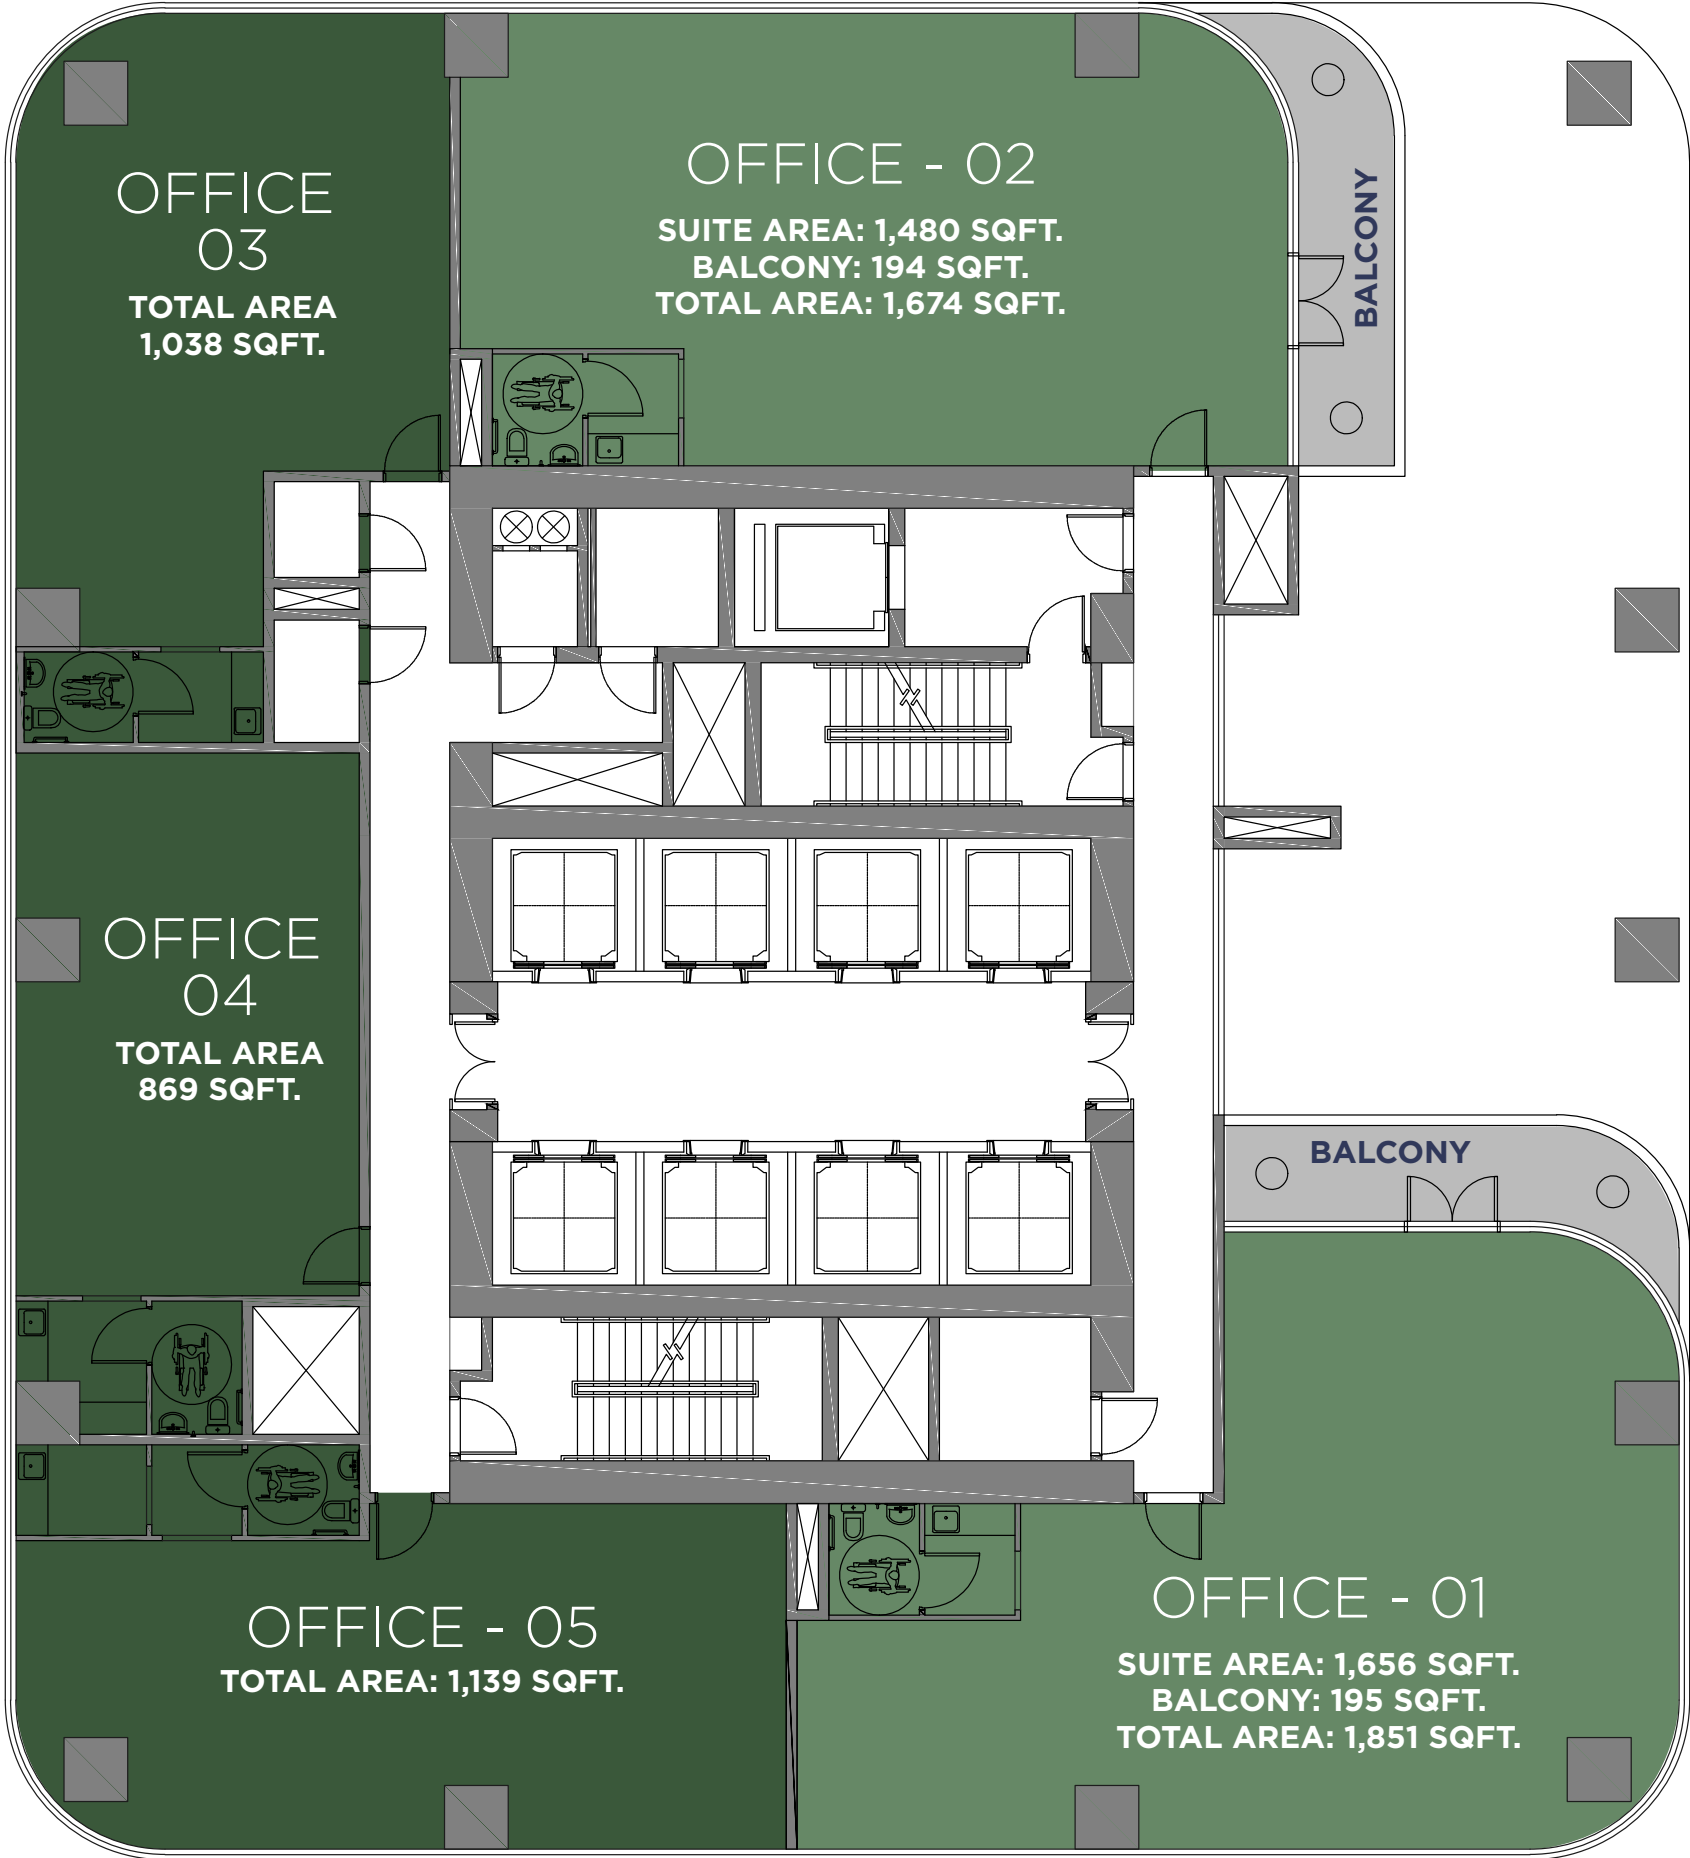 OFFICE
03
TOTAL AREA
1,038 SQFT.
OFFICE - 02
SUITE AREA: 1,480 SQFT.
BALCONY: 194 SQFT.
TOTAL AREA: 1,674 SQFT.
BALCONY
OFFICE
04
TOTAL AREA
869 SQFT.
BALCONY
OFFICE - 05
TOTAL AREA: 1,139 SQFT.
OFFICE - 01
SUITE AREA: 1,656 SQFT.
BALCONY: 195 SQFT.
TOTAL AREA: 1,851 SQFT.